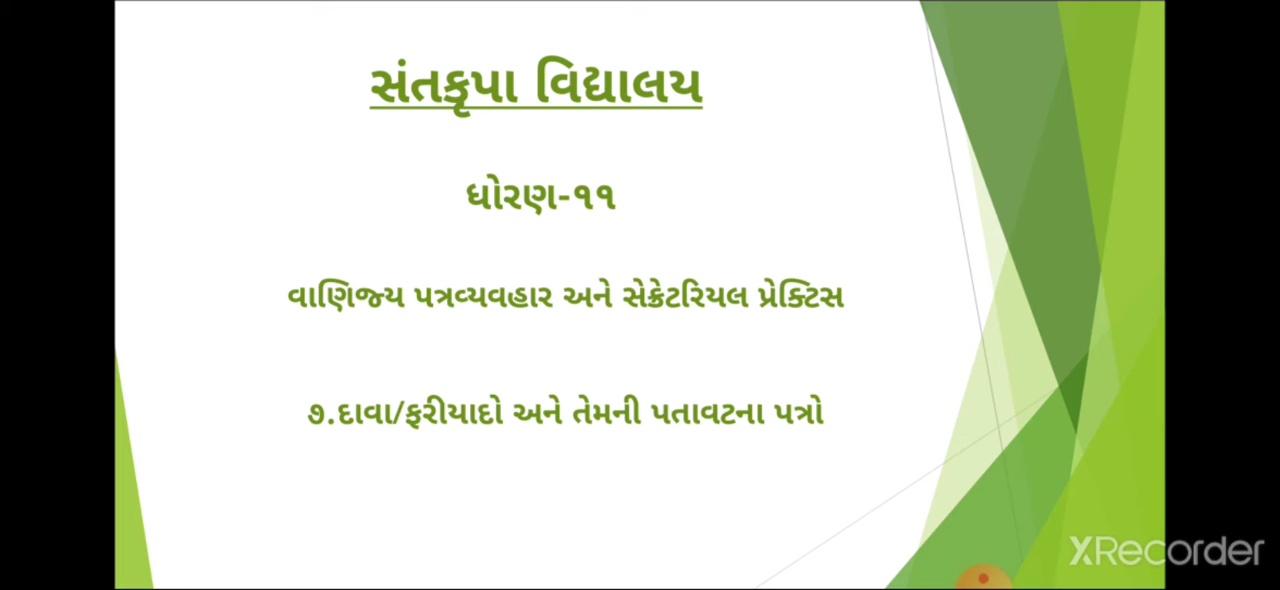 સંતકૃપા વિદ્યાલય
ધોરણ-૧૧
વાણિજ્ય પત્રવ્યવહાર અને સેક્રેટરિયલ પ્રેક્ટિસ
૭.દાવા/ફરીયાદો અને તેમની પતાવટના પત્રો
XRecorder